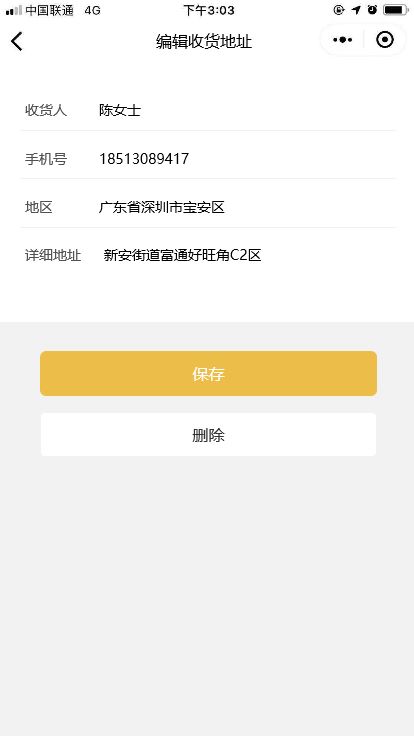 中国联通 4G 下午3:03
编辑收货地址
收货人 陈女士
手机号 18513089417
地区 广东省深圳市宝安区
详细地址 新安街道富通好旺角C2区
保存
删除